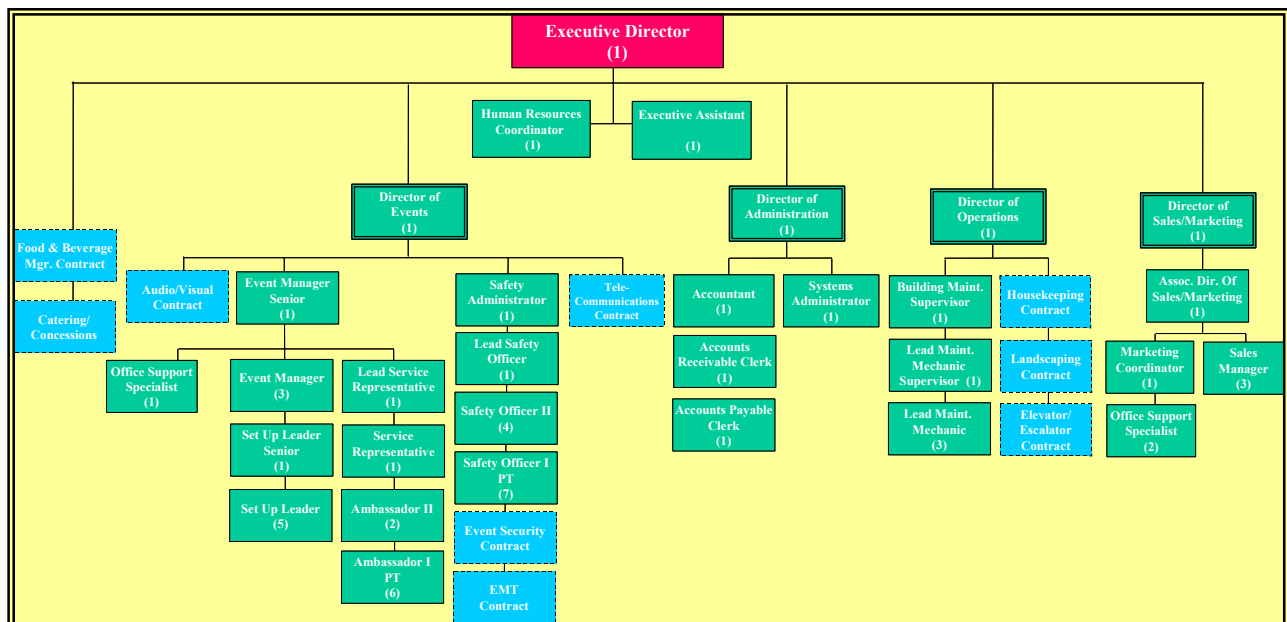 Executive Director
(1)
Human Resources
Coordinator
(1)
Executive Assistant
(1)
Director of
Events
(1)
Director of
Administration
(1)
Director of
Operations
(1)
Director of
Sales/Marketing
(1)
Food & Beverage
Mgr. Contract
Catering/
Concessions
Audio/Visual
Contract
Event Manager
Senior
(1)
Safety
Administrator
(1)
Tele-
Communications
Contract
Accountant
(1)
Systems
Administrator
(1)
Building Maint.
Supervisor
(1)
Housekeeping
Contract
Assoc. Dir. Of
Sales/Marketing
(1)
Office Support
Specialist
(1)
Event Manager
(3)
Lead Service
Representative
(1)
Lead Safety
Officer
(1)
Accounts
Receivable Clerk
(1)
Lead Maint.
Mechanic
Supervisor (1)
Landscaping
Contract
Marketing
Coordinator
(1)
Sales
Manager
(3)
Set Up Leader
Senior
(1)
Service
Representative
(1)
Safety Officer II
(4)
Accounts Payable
Clerk
(1)
Lead Maint.
Mechanic
(3)
Elevator/
Escalator
Contract
Office Support
Specialist
(2)
Set Up Leader
(5)
Ambassador II
(2)
Safety Officer I
PT
(7)
Event Security
Contract
Ambassador I
PT
(6)
EMT
Contract